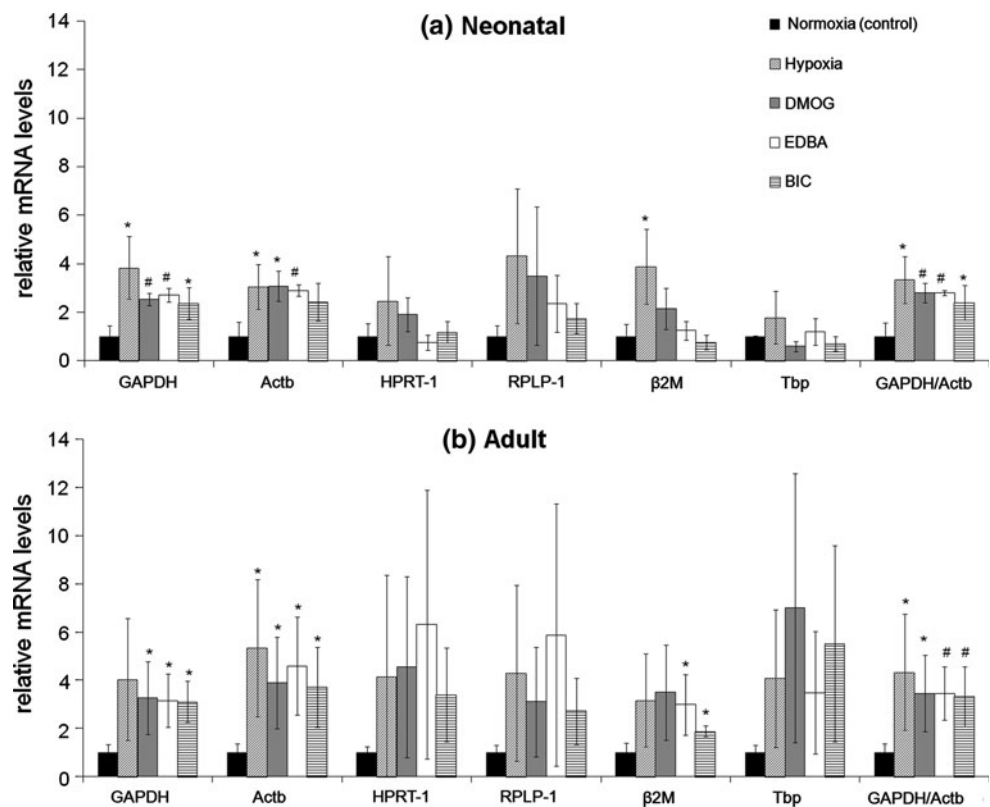 (a) Neonatal
Normoxia (control)
Hypoxia
DMOG
EDBA
BIC
relative mRNA levels
14
12
10
8
6
4
2
0
* # # *
* * #
*
* # # *
GAPDH Actb HPRT-1 RPLP-1 β2M Tbp GAPDH/Actb
(b) Adult
relative mRNA levels
14
12
10
8
6
4
2
0
* * *
* * * *
* *
* * # #
GAPDH Actb HPRT-1 RPLP-1 β2M Tbp GAPDH/Actb